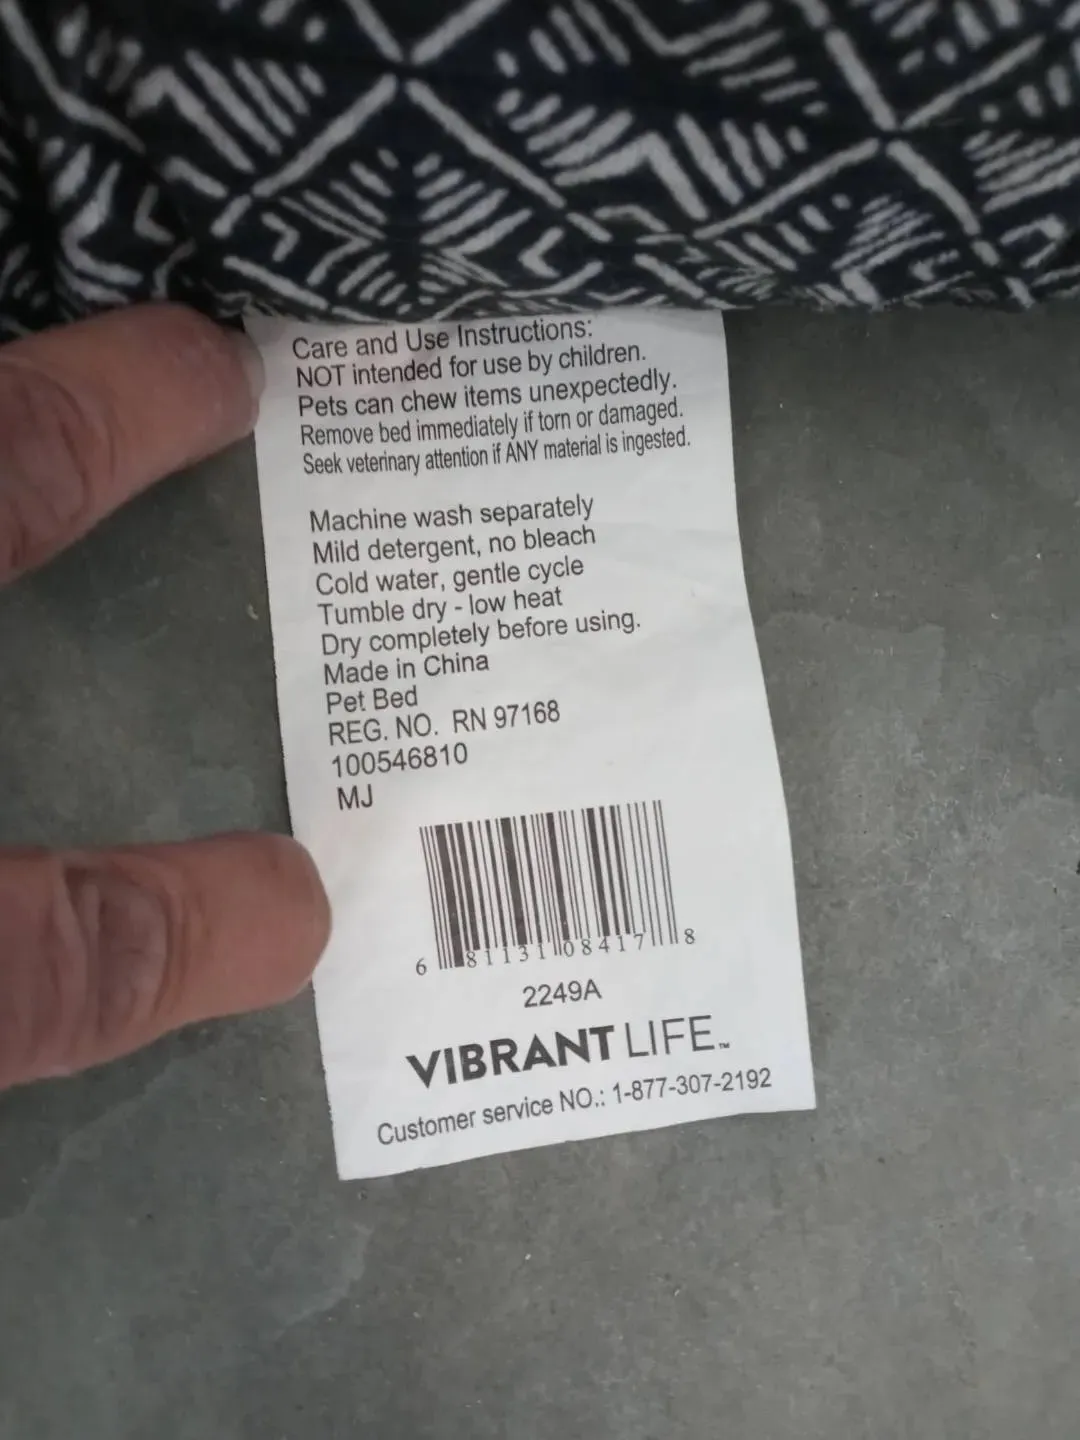 Care and Use Instructions:
NOT intended for use by children.
Pets can chew items unexpectedly.
Remove bed immediately if torn or damaged.
Seek veterinary attention if ANY material is ingested.
Machine wash separately
Mild detergent, no bleach
Cold water, gentle cycle
Tumble dry - low heat
Dry completely before using.
Made in China
Pet Bed
REG. NO. RN 97168
100546810
MJ
6 81131 08417 8
2249A
VIBRANT LIFE™
Customer service NO.: 1-877-307-2192